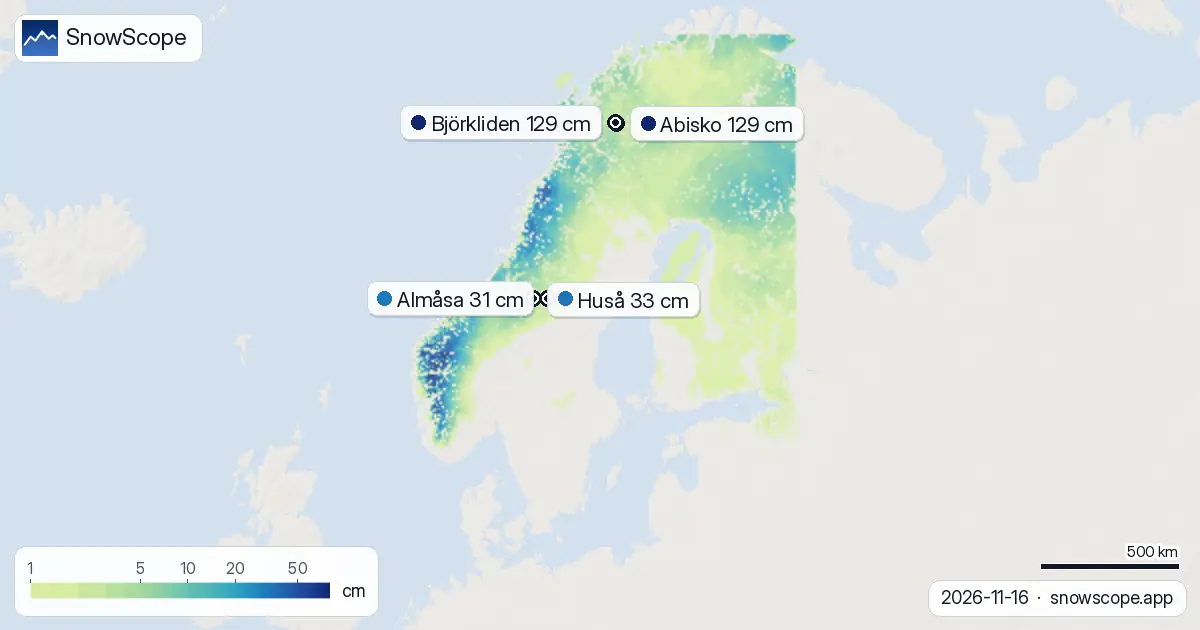 SnowScope
Björkliden 129 cm
Abisko 129 cm
Almåsa 31 cm
Huså 33 cm
1 5 10 20 50 cm
500 km
2026-11-16 · snowscope.app